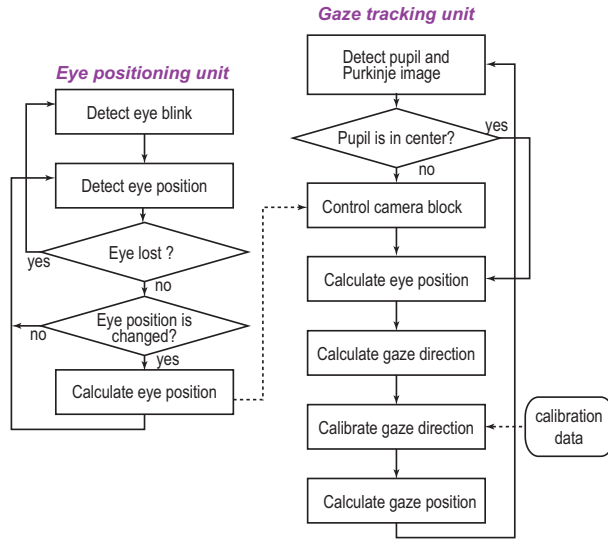 Eye positioning unit
Detect eye blink
Detect eye position
Eye lost ?
yes
no
Eye position is
changed?
no
yes
Calculate eye position
Gaze tracking unit
Detect pupil and
Purkinje image
Pupil is in center?
yes
no
Control camera block
Calculate eye position
Calculate gaze direction
Calibrate gaze direction
calibration
data
Calculate gaze position